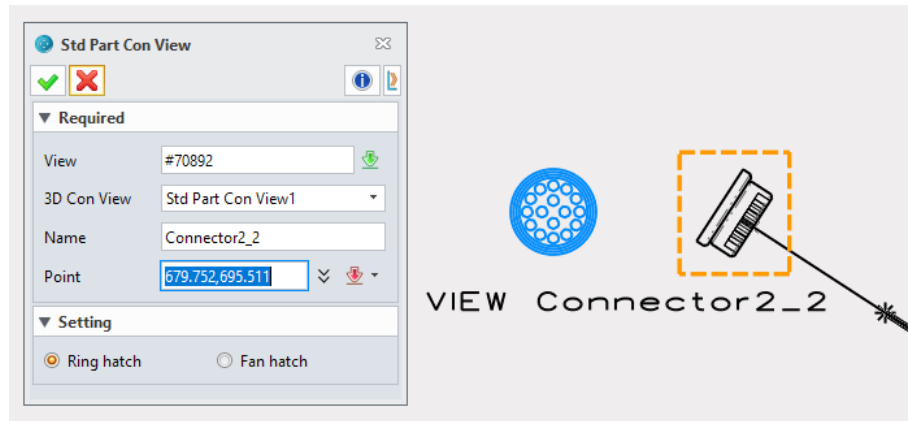 Std Part Con View
Required
View #70892
3D Con View Std Part Con View1
Name Connector2_2
Point 679.752,695.511
Setting
Ring hatch Fan hatch
VIEW Connector2_2